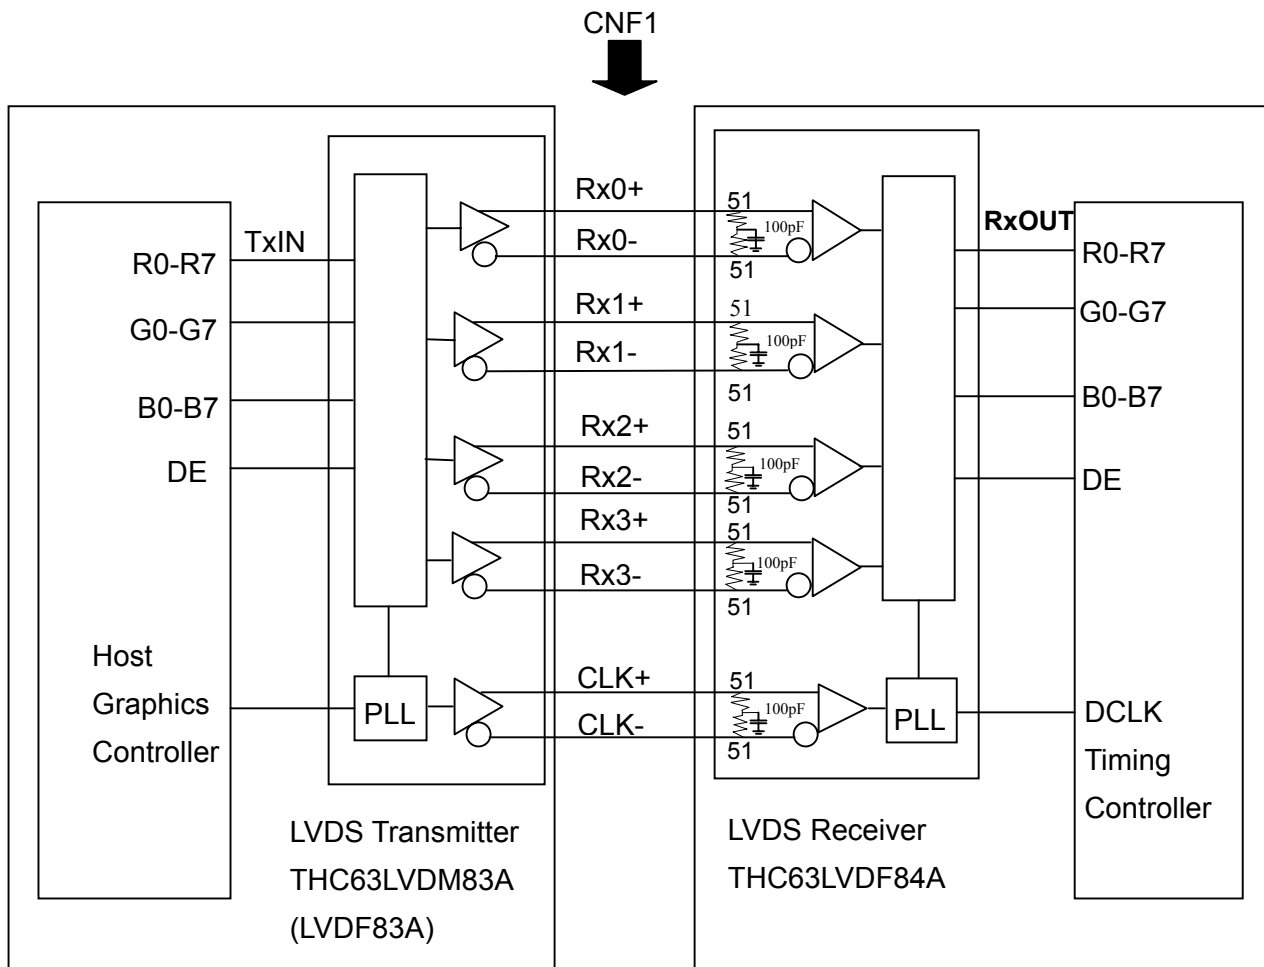 CNF1
TxIN
R0-R7
G0-G7
B0-B7
DE
Host
Graphics
Controller
PLL
Rx0+
Rx0-
Rx1+
Rx1-
Rx2+
Rx2-
Rx3+
Rx3-
CLK+
CLK-
51
100pF
51
51
100pF
51
51
100pF
51
51
100pF
51
51
100pF
51
PLL
RxOUT
R0-R7
G0-G7
B0-B7
DE
DCLK
Timing
Controller
LVDS Transmitter
THC63LVDM83A
(LVDF83A)
LVDS Receiver
THC63LVDF84A